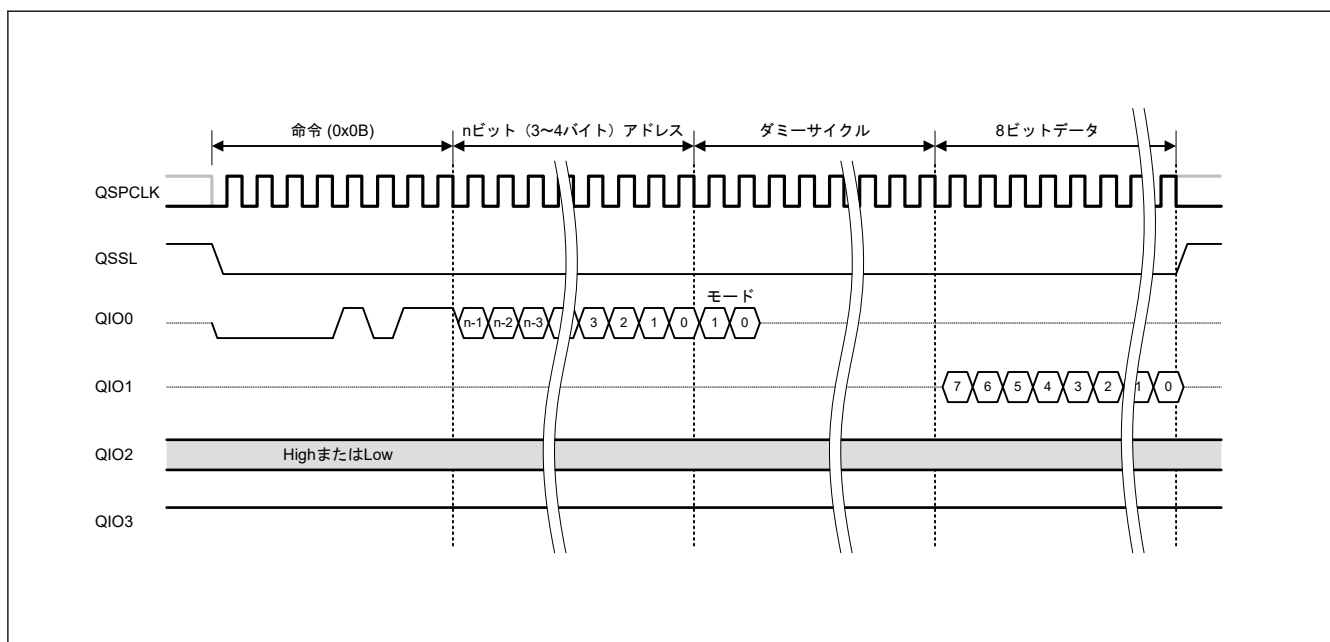 命令 (0x0B) nビット（3～4バイト）アドレス ダミーサイクル 8ビットデータ
QSPCLK
QSSL
モード
QIO0 n-1 n-2 n-3 3 2 1 0 1 0
QIO1 7 6 5 4 3 2 1 0
QIO2 HighまたはLow
QIO3